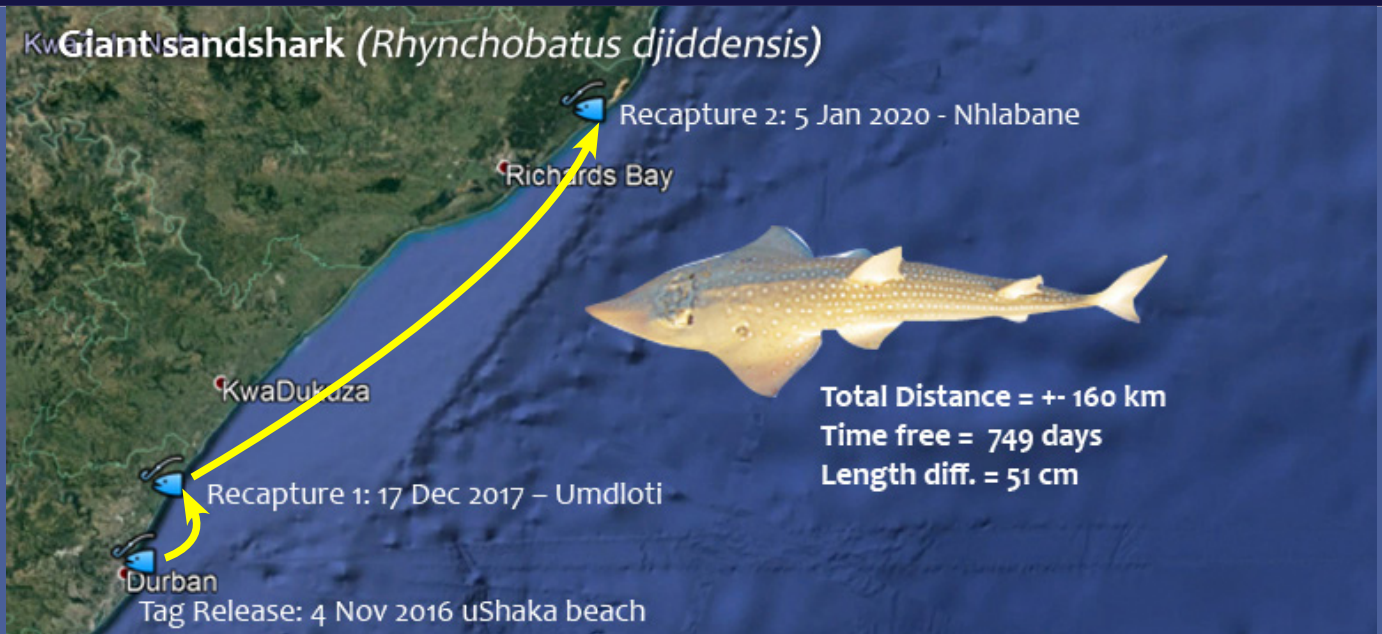 Giant sandshark (Rhynchobatus djiddensis)
Recapture 2: 5 Jan 2020 - Nhlabane
Richards Bay
Total Distance = +- 160 km
Time free = 749 days
Length diff. = 51 cm
KwaDukuza
Recapture 1: 17 Dec 2017 – Umdloti
Durban
Tag Release: 4 Nov 2016 uShaka beach